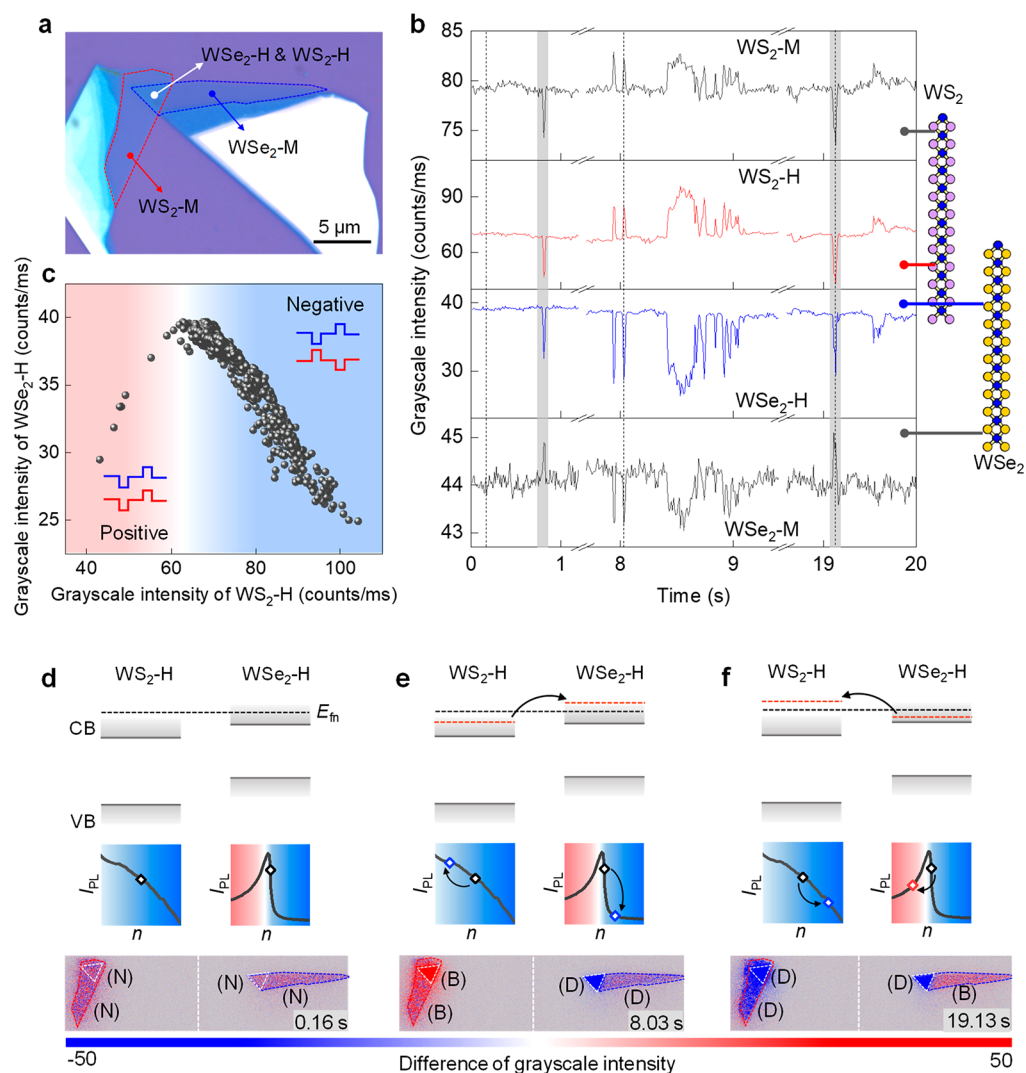 a
WSe2-H & WS2-H
WSe2-M
WS2-M
5 μm
b
Grayscale intensity (counts/ms)
85
80
75
WS2-M
90
60
WS2-H
40
30
WSe2-H
45
44
43
WSe2-M
0
1
8
9
19
20
Time (s)
WS2
WSe2
c
Grayscale intensity of WSe2-H (counts/ms)
40
35
30
25
Negative
Positive
40
60
80
100
Grayscale intensity of WS2-H (counts/ms)
d
WS2-H
WSe2-H
Efn
CB
VB
IPL
n
IPL
n
(N)
(N)
(N)
(N)
0.16 s
e
WS2-H
WSe2-H
IPL
n
IPL
n
(B)
(B)
(D)
(D)
8.03 s
f
WS2-H
WSe2-H
IPL
n
IPL
n
(D)
(D)
(D)
(B)
19.13 s
-50
Difference of grayscale intensity
50